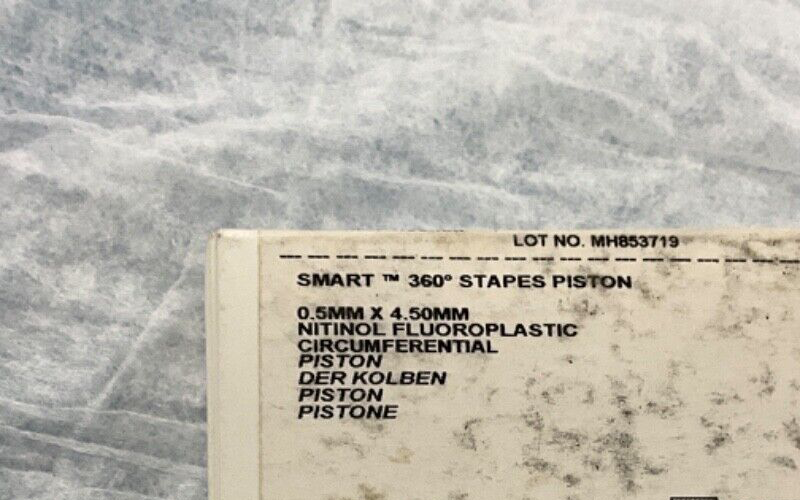 LOT NO. MH853719
SMART ™ 360° STAPES PISTON
0.5MM X 4.50MM
NITINOL FLUOROPLASTIC
CIRCUMFERENTIAL
PISTON
DER KOLBEN
PISTON
PISTONE